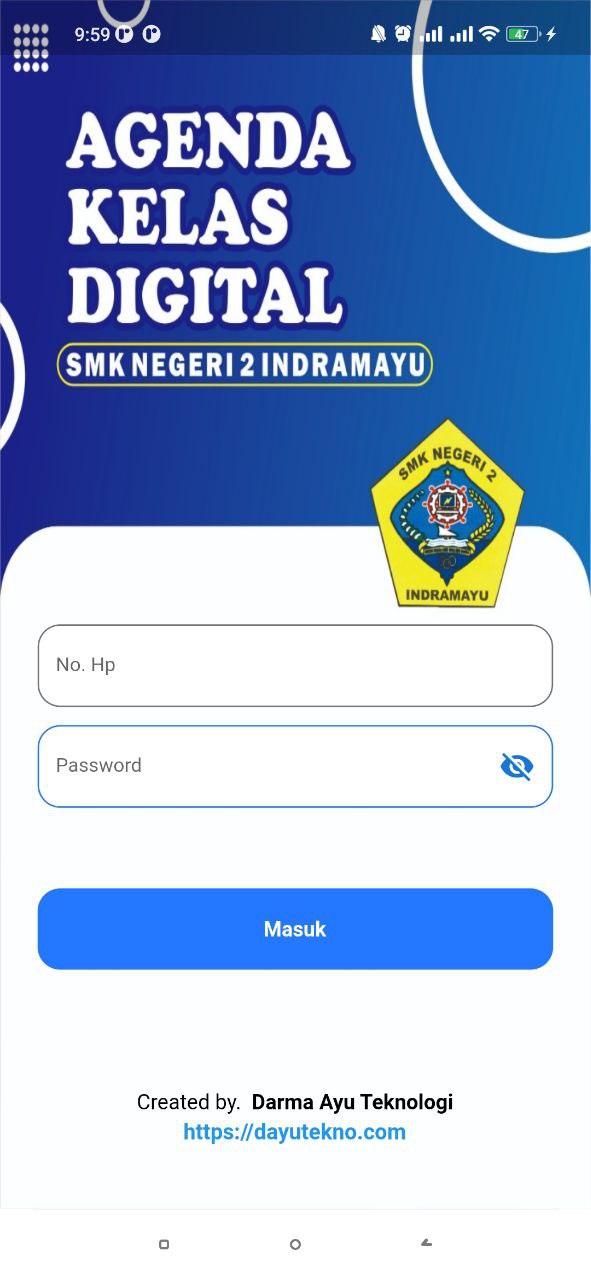 9:59
47
AGENDA
KELAS
DIGITAL
SMK NEGERI 2 INDRAMAYU
SMK NEGERI 2
INDRAMAYU
No. Hp
Password
Masuk
Created by. Darma Ayu Teknologi
https://dayutekno.com